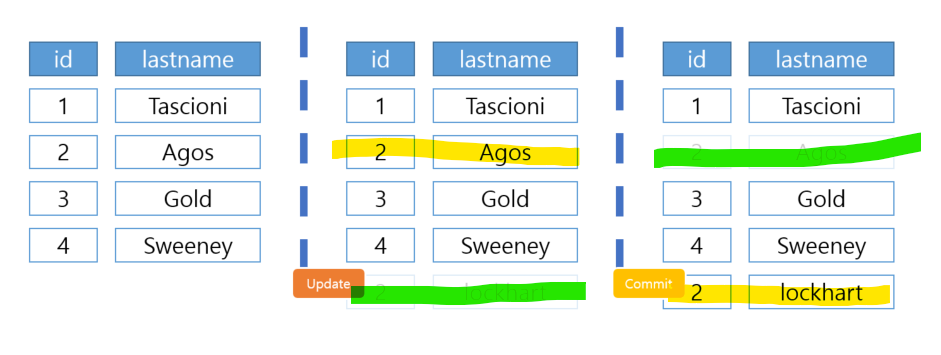 id lastname
1 Tascioni
2 Agos
3 Gold
4 Sweeney
Update
id lastname
1 Tascioni
2 Agos
3 Gold
4 Sweeney
2 lockhart
Commit
id lastname
1 Tascioni
2 Agos
3 Gold
4 Sweeney
2 lockhart